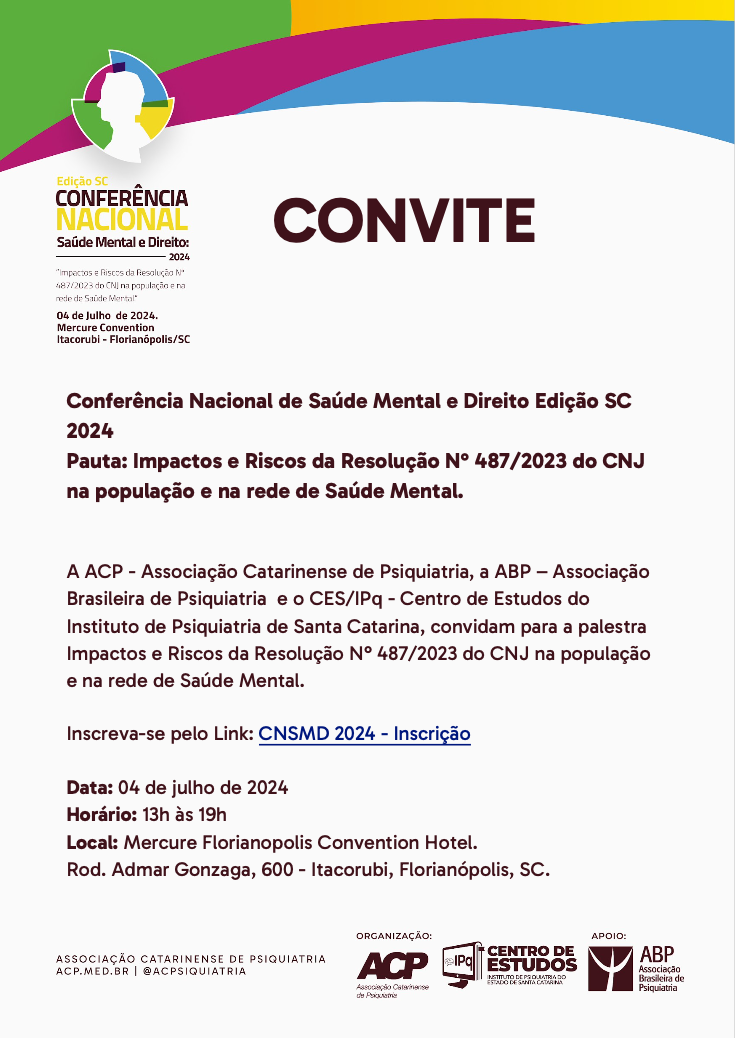 Edição SC
CONFERÊNCIA
NACIONAL
Saúde Mental e Direito:
2024
"Impactos e Riscos da Resolução N°
487/2023 do CNJ na população e na
rede de Saúde Mental"
04 de Julho de 2024.
Mercure Convention
Itacorubi - Florianópolis/SC
CONVITE
Conferência Nacional de Saúde Mental e Direito Edição SC
2024
Pauta: Impactos e Riscos da Resolução N° 487/2023 do CNJ
na população e na rede de Saúde Mental.
A ACP - Associação Catarinense de Psiquiatria, a ABP – Associação
Brasileira de Psiquiatria e o CES/IPq - Centro de Estudos do
Instituto de Psiquiatria de Santa Catarina, convidam para a palestra
Impactos e Riscos da Resolução N° 487/2023 do CNJ na população
e na rede de Saúde Mental.
Inscreva-se pelo Link: CNSMD 2024 - Inscrição
Data: 04 de julho de 2024
Horário: 13h às 19h
Local: Mercure Florianopolis Convention Hotel.
Rod. Admar Gonzaga, 600 - Itacorubi, Florianópolis, SC.
ASSOCIAÇÃO CATARINENSE DE PSIQUIATRIA
ACP.MED.BR | @ACPSIQUIATRIA
ORGANIZAÇÃO:
ACP
Associação Catarinense
de Psiquiatria
IPq
CENTRO DE
ESTUDOS
INSTITUTO DE PSIQUIATRIA DO
ESTADO DE SANTA CATARINA
APOIO:
ABP
Associação
Brasileira de
Psiquiatria